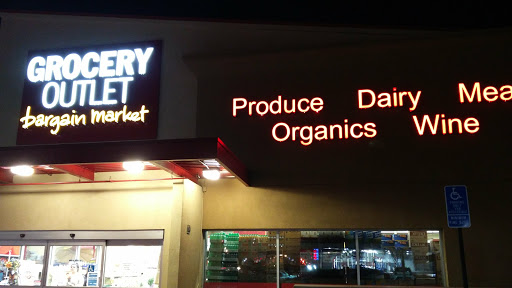 GROCERY
OUTLET
bargain market
Produce Dairy Mea
Organics Wine